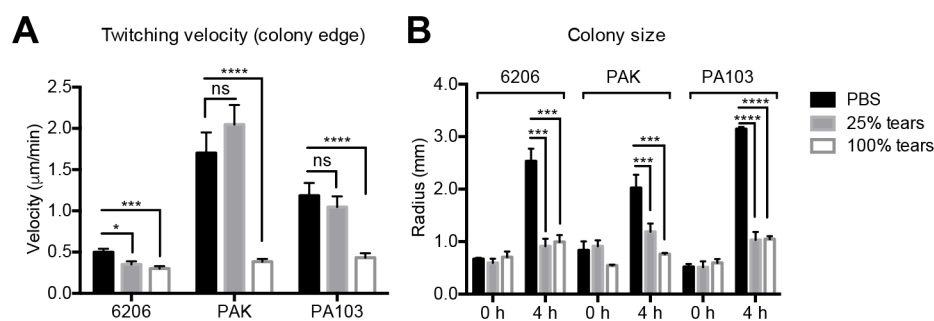 A
Twitching velocity (colony edge)
Velocity (μm/min)
2.5
2.0
1.5
1.0
0.5
0.0
*
***
ns
****
ns
****
6206
PAK
PA103
B
Colony size
Radius (mm)
4.0
3.0
2.0
1.0
0.0
6206
PAK
PA103
***
***
***
***
****
****
0 h
4 h
0 h
4 h
0 h
4 h
PBS
25% tears
100% tears